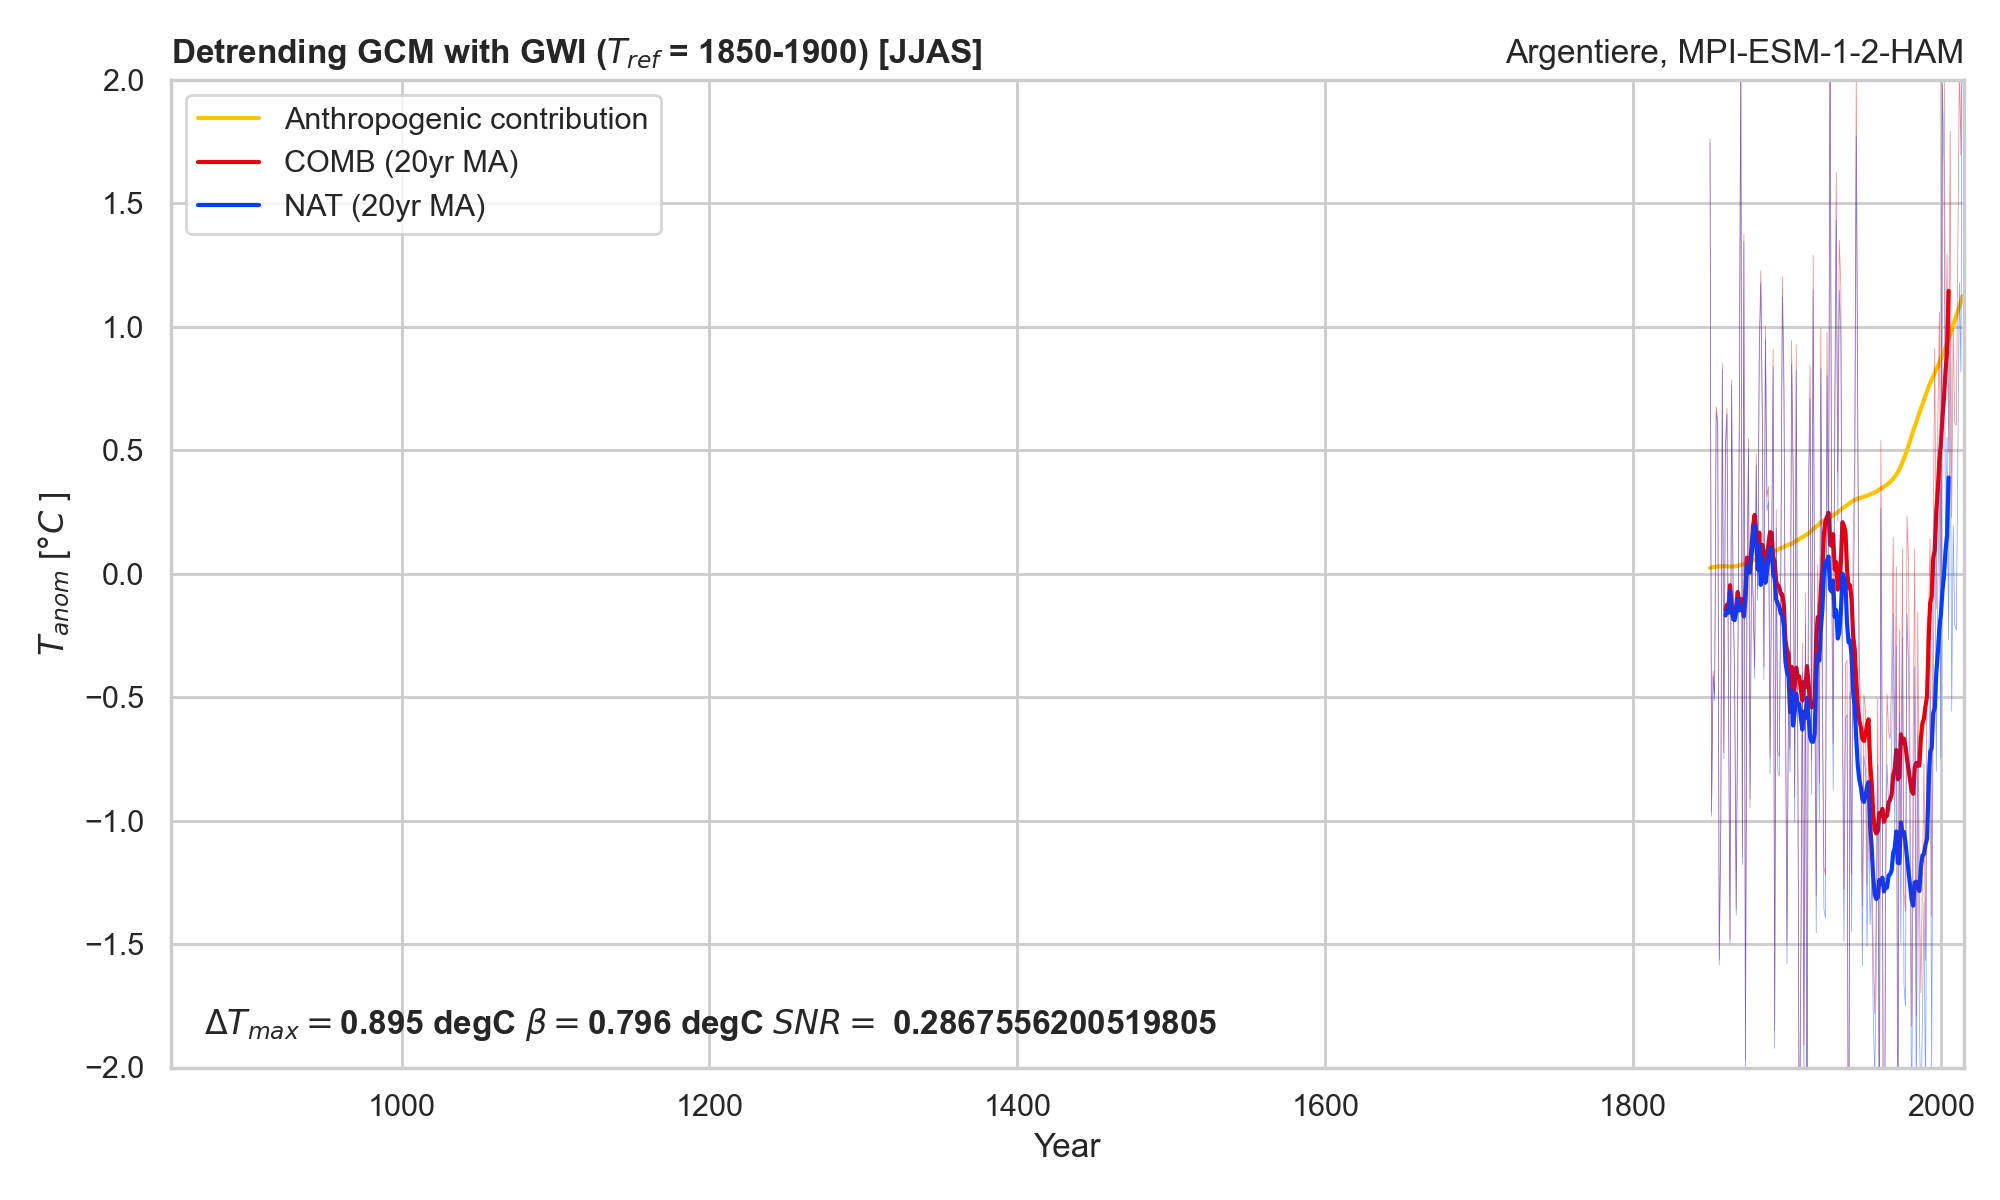 Detrending GCM with GWI (T_ref = 1850-1900) [JJAS]
Argentiere, MPI-ESM-1-2-HAM
2.0
1.5
1.0
0.5
0.0
−0.5
−1.0
−1.5
−2.0
T_anom [°C ]
Anthropogenic contribution
COMB (20yr MA)
NAT (20yr MA)
ΔT_max = 0.895 degC β = 0.796 degC SNR = 0.2867556200519805
1000 1200 1400 1600 1800 2000
Year